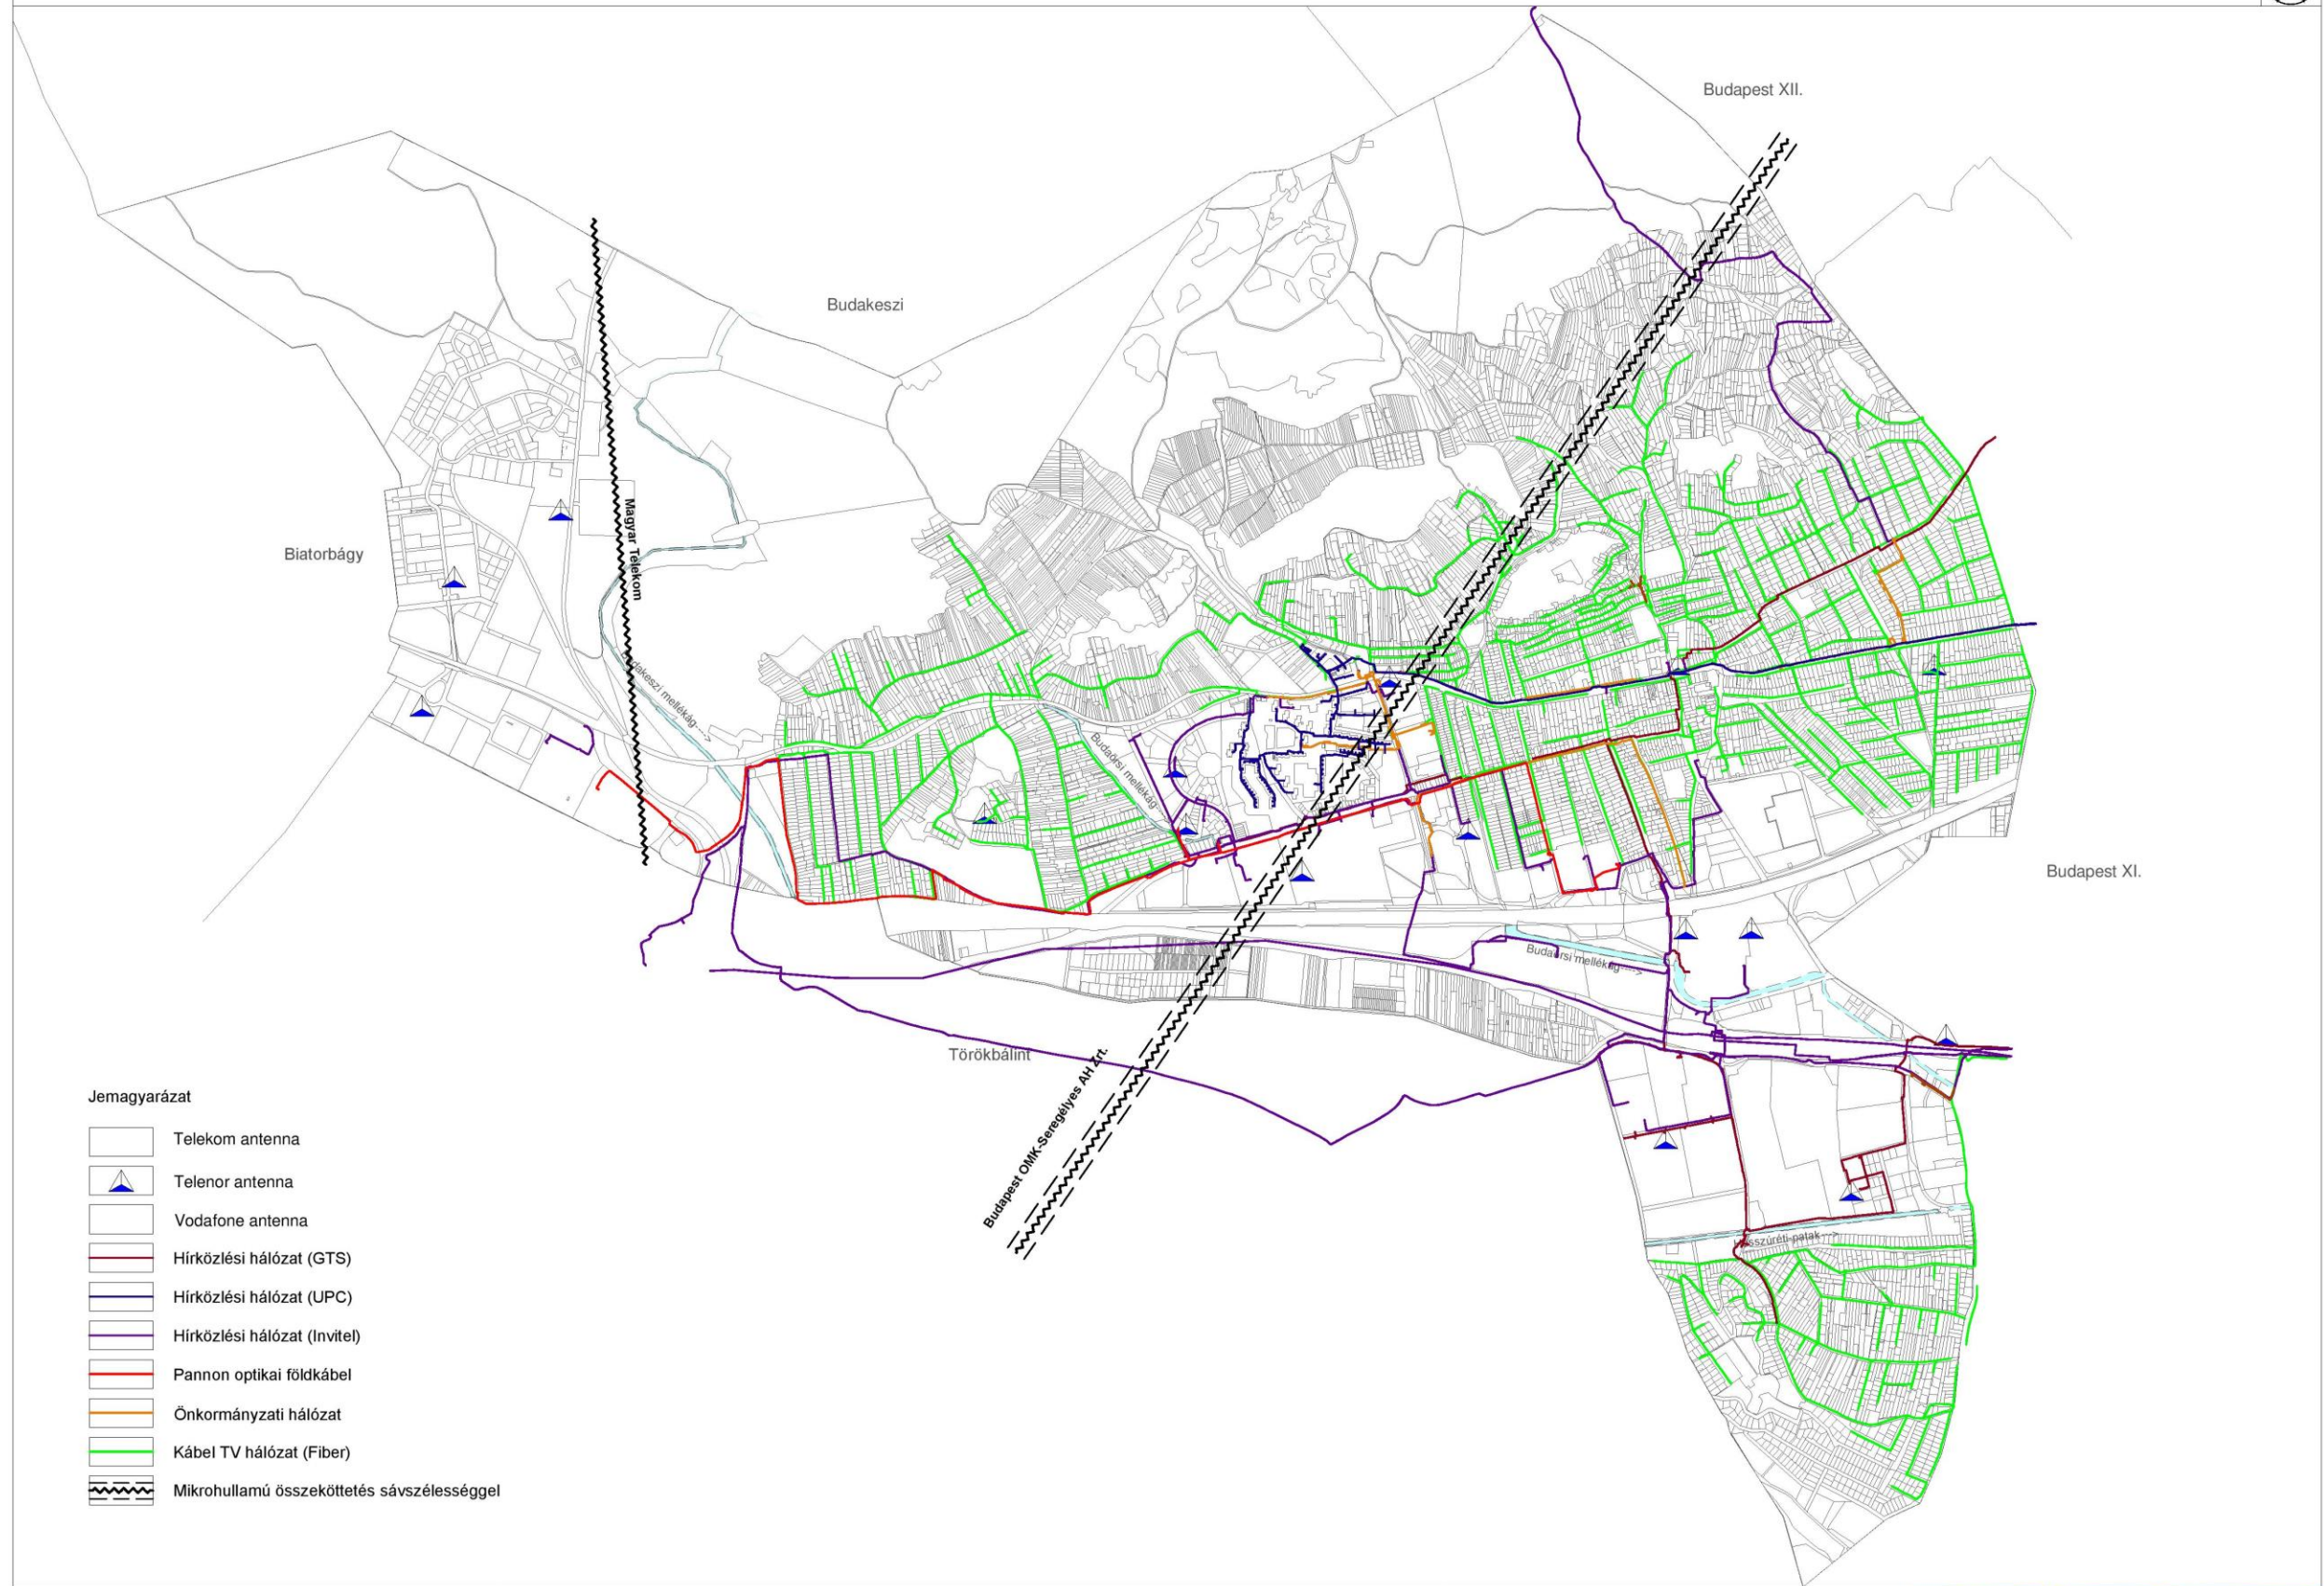 Budapest XII.
Budakeszi
Biatorbágy
Magyar Telekom
Budakeszi mellékág---->
Budaörsi mellékág
Budapest XI.
Budaörsi mellékág---->
Törökbálint
Budapest OMK-Seregélyes AH Zrt.
Hosszúréti-patak--->
Jemagyarázat
Telekom antenna
Telenor antenna
Vodafone antenna
Hírközlési hálózat (GTS)
Hírközlési hálózat (UPC)
Hírközlési hálózat (Invitel)
Pannon optikai földkábel
Önkormányzati hálózat
Kábel TV hálózat (Fiber)
Mikrohullamú összeköttetés sávszélességgel